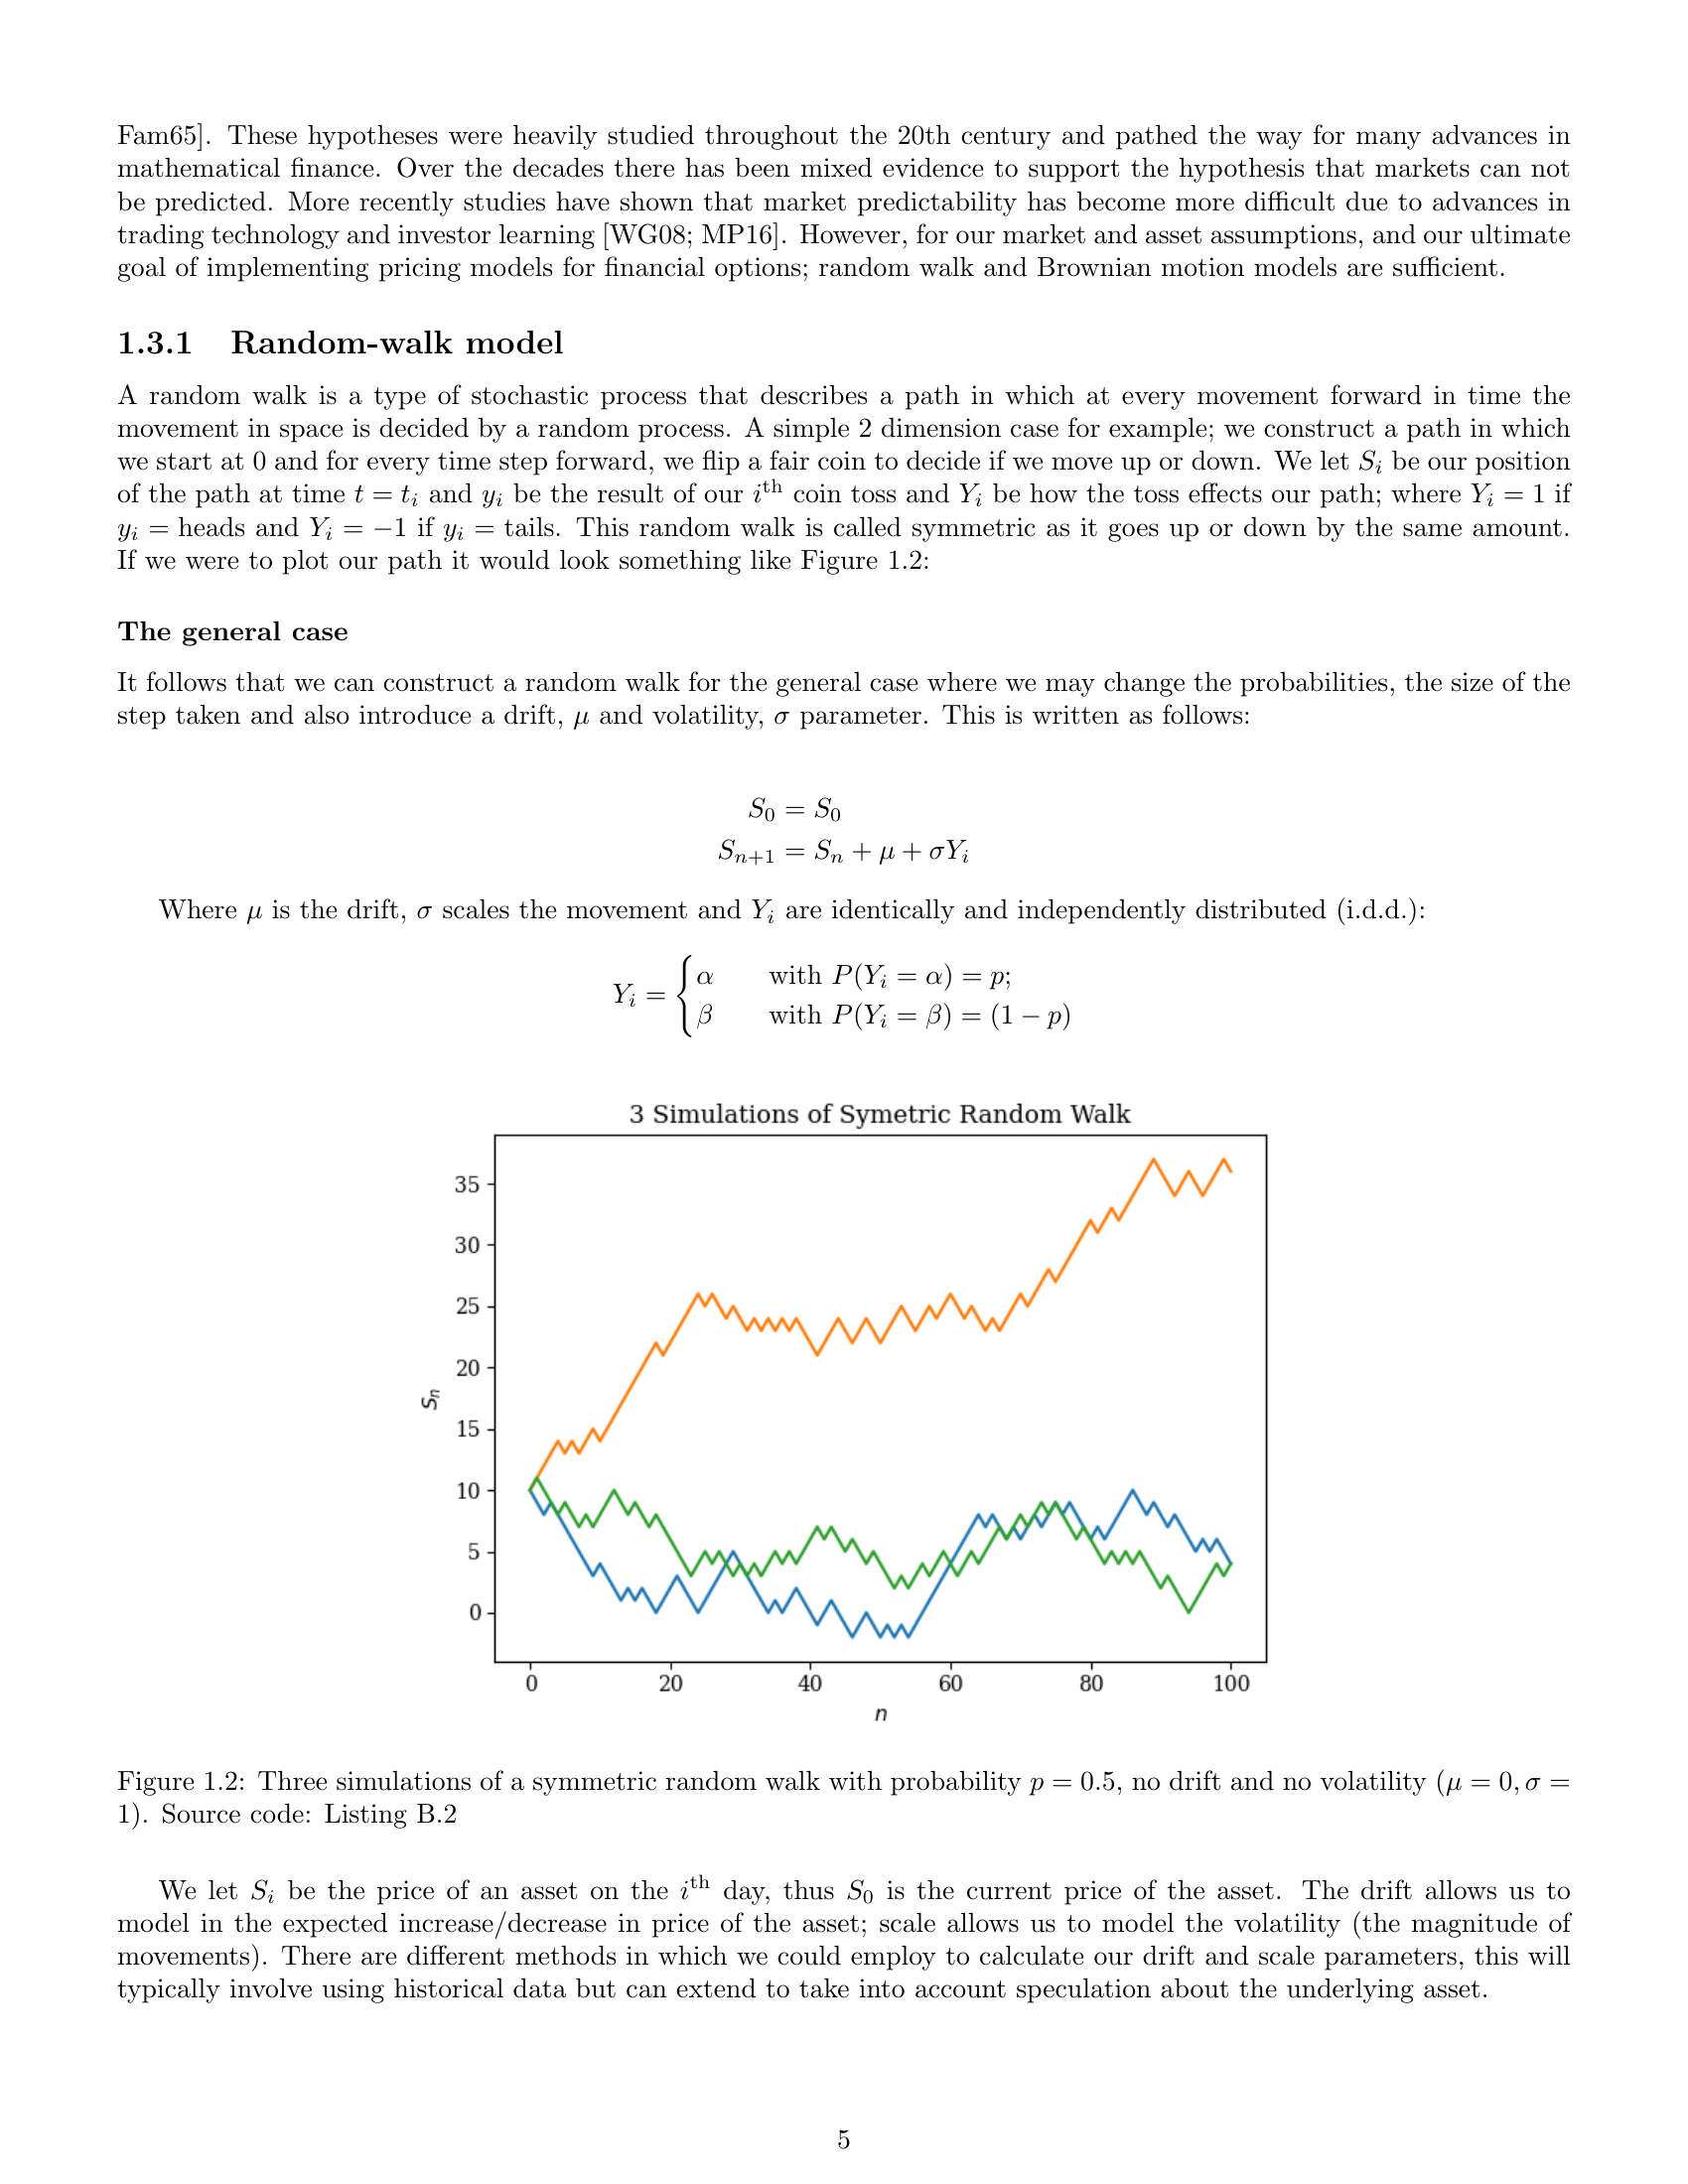 Fam65]. These hypotheses were heavily studied throughout the 20th century and pathed the way for many advances in
mathematical finance. Over the decades there has been mixed evidence to support the hypothesis that markets can not
be predicted. More recently studies have shown that market predictability has become more difficult due to advances in
trading technology and investor learning [WG08; MP16]. However, for our market and asset assumptions, and our ultimate
goal of implementing pricing models for financial options; random walk and Brownian motion models are sufficient.
1.3.1 Random-walk model
A random walk is a type of stochastic process that describes a path in which at every movement forward in time the
movement in space is decided by a random process. A simple 2 dimension case for example; we construct a path in which
we start at 0 and for every time step forward, we flip a fair coin to decide if we move up or down. We let $S_i$ be our position
of the path at time $t = t_i$ and $y_i$ be the result of our $i^{\text{th}}$ coin toss and $Y_i$ be how the toss effects our path; where $Y_i = 1$ if
$y_i$ = heads and $Y_i = -1$ if $y_i$ = tails. This random walk is called symmetric as it goes up or down by the same amount.
If we were to plot our path it would look something like Figure 1.2:
The general case
It follows that we can construct a random walk for the general case where we may change the probabilities, the size of the
step taken and also introduce a drift, $\mu$ and volatility, $\sigma$ parameter. This is written as follows:
$S_0 = S_0$
$S_{n+1} = S_n + \mu + \sigma Y_i$
Where $\mu$ is the drift, $\sigma$ scales the movement and $Y_i$ are identically and independently distributed (i.d.d.):
$Y_i = \begin{cases} \alpha & \text{with } P(Y_i = \alpha) = p; \\ \beta & \text{with } P(Y_i = \beta) = (1 - p) \end{cases}$
3 Simulations of Symetric Random Walk
35
30
25
20
15
10
5
0
$S_n$
0 20 40 60 80 100
n
Figure 1.2: Three simulations of a symmetric random walk with probability $p = 0.5$, no drift and no volatility ($\mu = 0, \sigma =$
1). Source code: Listing B.2
We let $S_i$ be the price of an asset on the $i^{\text{th}}$ day, thus $S_0$ is the current price of the asset. The drift allows us to
model in the expected increase/decrease in price of the asset; scale allows us to model the volatility (the magnitude of
movements). There are different methods in which we could employ to calculate our drift and scale parameters, this will
typically involve using historical data but can extend to take into account speculation about the underlying asset.
5